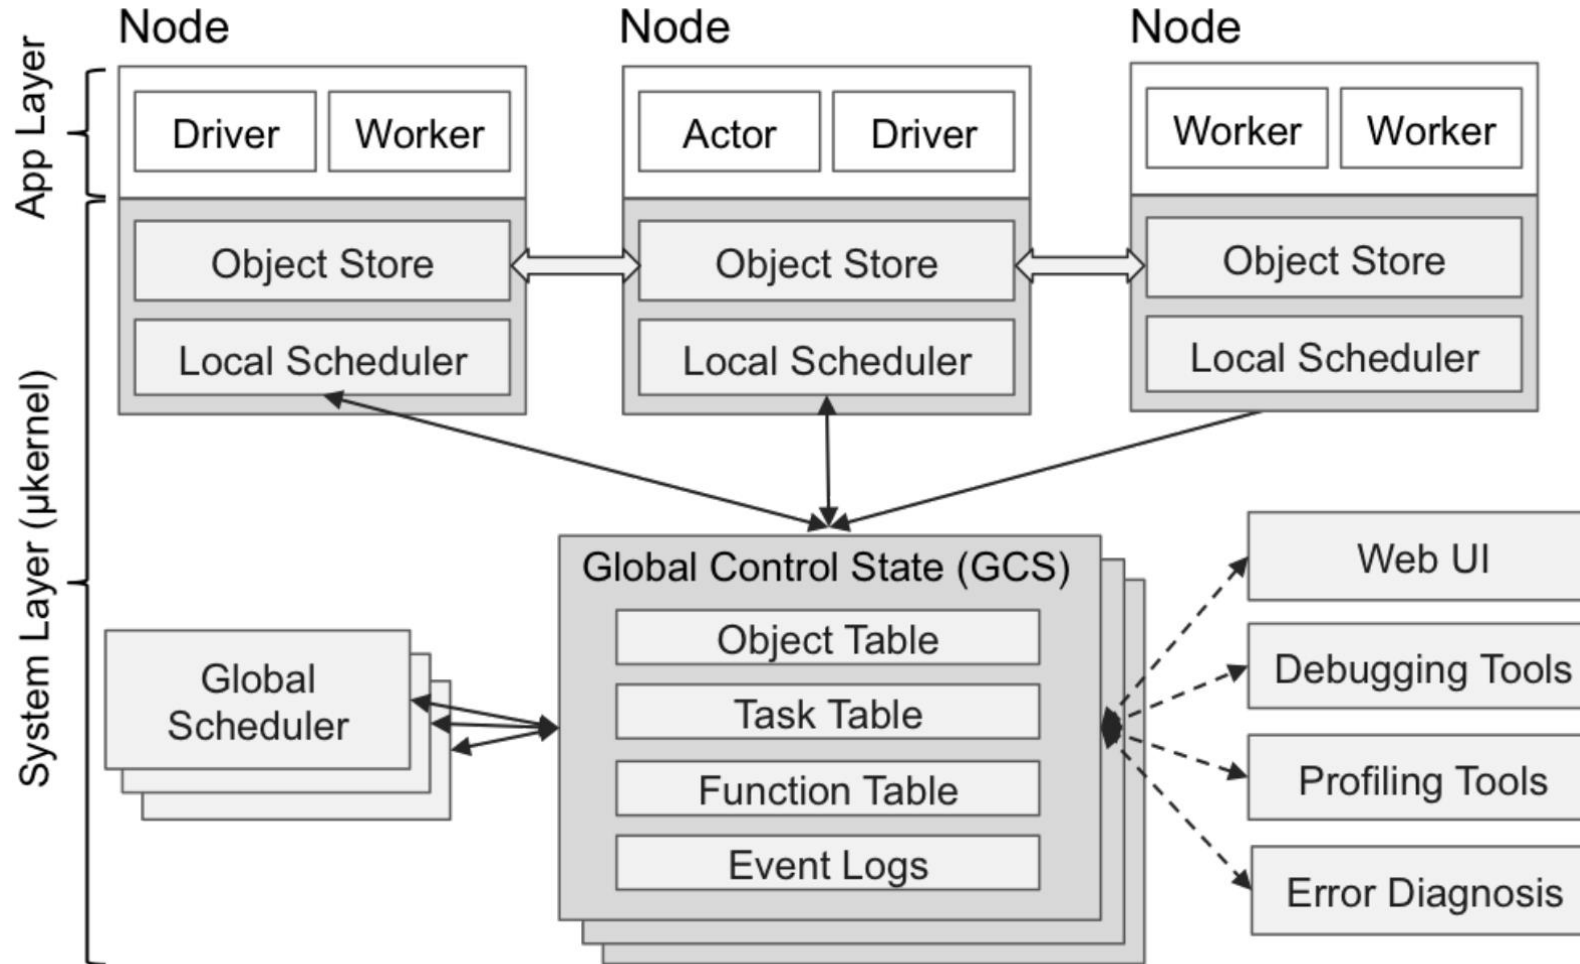 Node
Node
Node
App Layer
Driver
Worker
Actor
Driver
Worker
Worker
Object Store
Object Store
Object Store
Local Scheduler
Local Scheduler
Local Scheduler
System Layer (μkernel)
Global Control State (GCS)
Object Table
Task Table
Function Table
Event Logs
Global
Scheduler
Web UI
Debugging Tools
Profiling Tools
Error Diagnosis